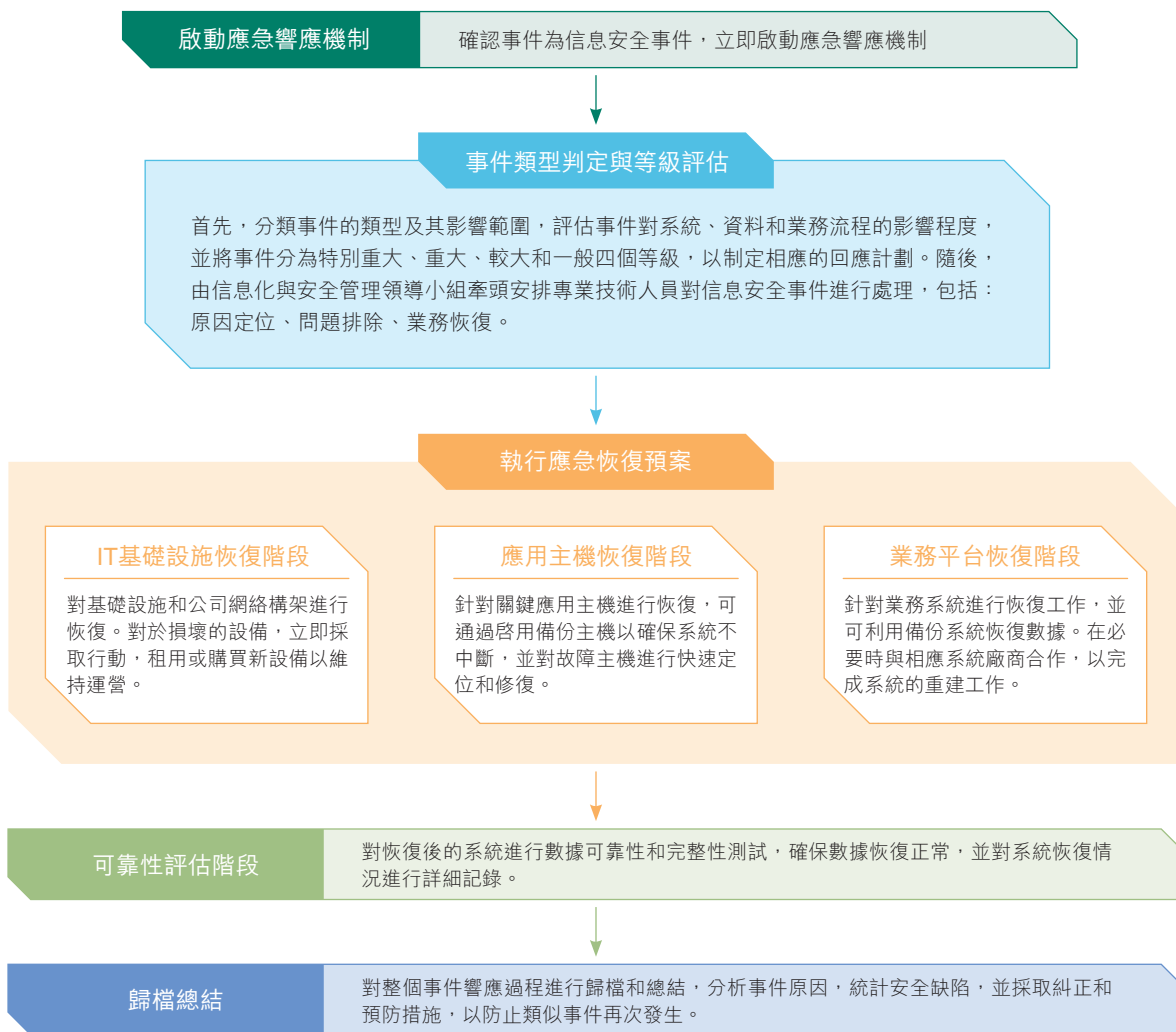 啟動應急響應機制
確認事件為信息安全事件，立即啟動應急響應機制
事件類型判定與等級評估
首先，分類事件的類型及其影響範圍，評估事件對系統、資料和業務流程的影響程度，
並將事件分為特別重大、重大、較大和一般四個等級，以制定相應的回應計劃。隨後，
由信息化與安全管理領導小組牽頭安排專業技術人員對信息安全事件進行處理，包括：
原因定位、問題排除、業務恢復。
執行應急恢復預案
IT基礎設施恢復階段
對基礎設施和公司網絡構架進行
恢復。對於損壞的設備，立即採
取行動，租用或購買新設備以維
持運營。
應用主機恢復階段
針對關鍵應用主機進行恢復，可
通過啓用備份主機以確保系統不
中斷，並對故障主機進行快速定
位和修復。
業務平台恢復階段
針對業務系統進行恢復工作，並
可利用備份系統恢復數據。在必
要時與相應系統廠商合作，以完
成系統的重建工作。
可靠性評估階段
對恢復後的系統進行數據可靠性和完整性測試，確保數據恢復正常，並對系統恢復情
況進行詳細記錄。
歸檔總結
對整個事件響應過程進行歸檔和總結，分析事件原因，統計安全缺陷，並採取糾正和
預防措施，以防止類似事件再次發生。